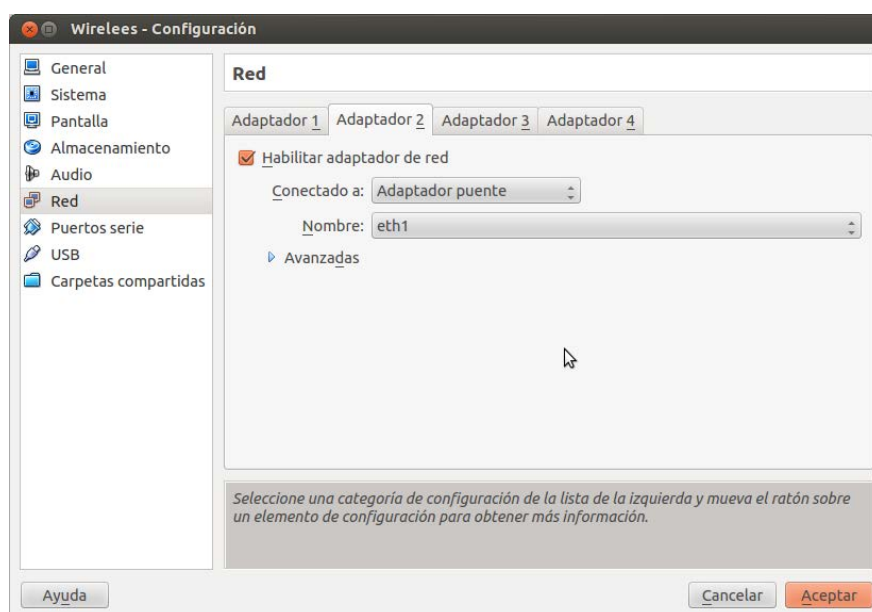 Wirelees - Configuración
General
Sistema
Pantalla
Almacenamiento
Audio
Red
Puertos serie
USB
Carpetas compartidas
Red
Adaptador 1 Adaptador 2 Adaptador 3 Adaptador 4
Habilitar adaptador de red
Conectado a: Adaptador puente
Nombre: eth1
Avanzadas
Seleccione una categoría de configuración de la lista de la izquierda y mueva el ratón sobre
un elemento de configuración para obtener más información.
Ayuda Cancelar Aceptar